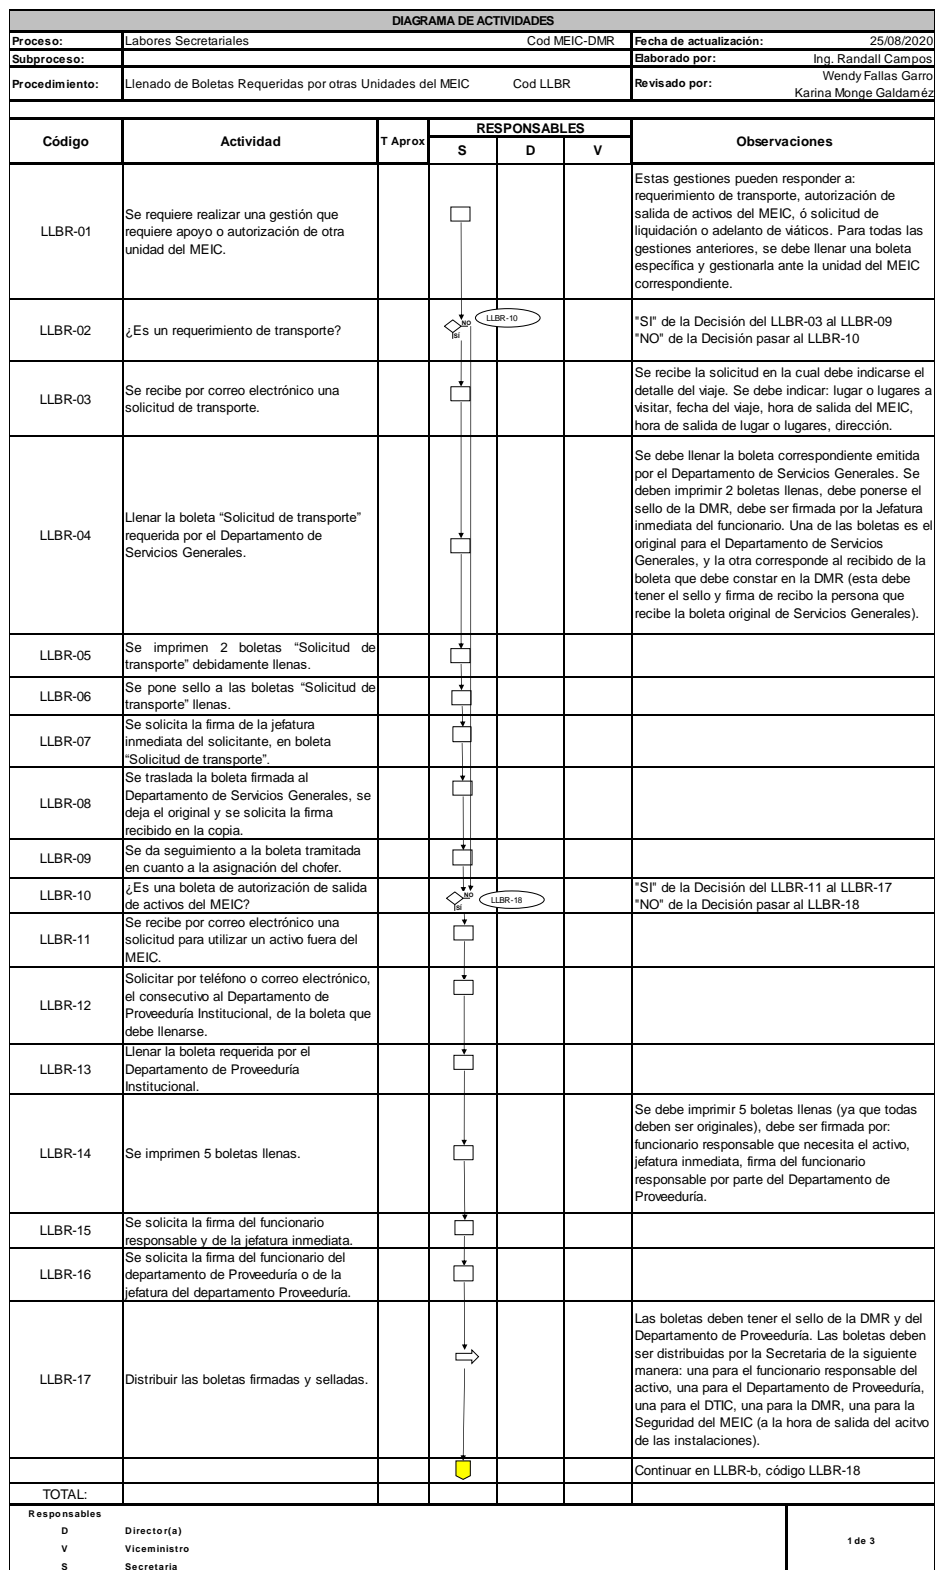 DIAGRAMA DE ACTIVIDADES
Proceso: Labores Secretariales Cod MEIC-DMR Fecha de actualización: 25/08/2020
Subproceso: Elaborado por: Ing. Randall Campos
Procedimiento: Llenado de Boletas Requeridas por otras Unidades del MEIC Cod LLBR Revisado por: Wendy Fallas Garro
Karina Monge Galdaméz
Código Actividad T Aprox RESPONSABLES Observaciones
S D V
LLBR-01
Se requiere realizar una gestión que
requiere apoyo o autorización de otra
unidad del MEIC.
Estas gestiones pueden responder a:
requerimiento de transporte, autorización de
salida de activos del MEIC, ó solicitud de
liquidación o adelanto de viáticos. Para todas las
gestiones anteriores, se debe llenar una boleta
específica y gestionarla ante la unidad del MEIC
correspondiente.
LLBR-02
¿Es un requerimiento de transporte?
NO
LLBR-10
SÍ
"SI" de la Decisión del LLBR-03 al LLBR-09
"NO" de la Decisión pasar al LLBR-10
LLBR-03
Se recibe por correo electrónico una
solicitud de transporte.
Se recibe la solicitud en la cual debe indicarse el
detalle del viaje. Se debe indicar: lugar o lugares a
visitar, fecha del viaje, hora de salida del MEIC,
hora de salida de lugar o lugares, dirección.
LLBR-04
Llenar la boleta “Solicitud de transporte”
requerida por el Departamento de
Servicios Generales.
Se debe llenar la boleta correspondiente emitida
por el Departamento de Servicios Generales. Se
deben imprimir 2 boletas llenas, debe ponerse el
sello de la DMR, debe ser firmada por la Jefatura
inmediata del funcionario. Una de las boletas es el
original para el Departamento de Servicios
Generales, y la otra corresponde al recibido de la
boleta que debe constar en la DMR (esta debe
tener el sello y firma de recibo la persona que
recibe la boleta original de Servicios Generales).
LLBR-05
Se imprimen 2 boletas “Solicitud de
transporte” debidamente llenas.
LLBR-06
Se pone sello a las boletas “Solicitud de
transporte” llenas.
LLBR-07
Se solicita la firma de la jefatura
inmediata del solicitante, en boleta
“Solicitud de transporte”.
LLBR-08
Se traslada la boleta firmada al
Departamento de Servicios Generales, se
deja el original y se solicita la firma
recibido en la copia.
LLBR-09
Se da seguimiento a la boleta tramitada
en cuanto a la asignación del chofer.
LLBR-10
¿Es una boleta de autorización de salida
de activos del MEIC?
NO
LLBR-18
SÍ
"SI" de la Decisión del LLBR-11 al LLBR-17
"NO" de la Decisión pasar al LLBR-18
LLBR-11
Se recibe por correo electrónico una
solicitud para utilizar un activo fuera del
MEIC.
LLBR-12
Solicitar por teléfono o correo electrónico,
el consecutivo al Departamento de
Proveeduría Institucional, de la boleta que
debe llenarse.
LLBR-13
Llenar la boleta requerida por el
Departamento de Proveeduría
Institucional.
LLBR-14
Se imprimen 5 boletas llenas.
Se debe imprimir 5 boletas llenas (ya que todas
deben ser originales), debe ser firmada por:
funcionario responsable que necesita el activo,
jefatura inmediata, firma del funcionario
responsable por parte del Departamento de
Proveeduría.
LLBR-15
Se solicita la firma del funcionario
responsable y de la jefatura inmediata.
LLBR-16
Se solicita la firma del funcionario del
departamento de Proveeduría o de la
jefatura del departamento Proveeduría.
LLBR-17
Distribuir las boletas firmadas y selladas.
Las boletas deben tener el sello de la DMR y del
Departamento de Proveeduría. Las boletas deben
ser distribuidas por la Secretaria de la siguiente
manera: una para el funcionario responsable del
activo, una para el Departamento de Proveeduría,
una para el DTIC, una para la DMR, una para la
Seguridad del MEIC (a la hora de salida del acitvo
de las instalaciones).
Continuar en LLBR-b, código LLBR-18
TOTAL:
Responsables
D Director(a)
V Viceministro
S Secretaria
1 de 3